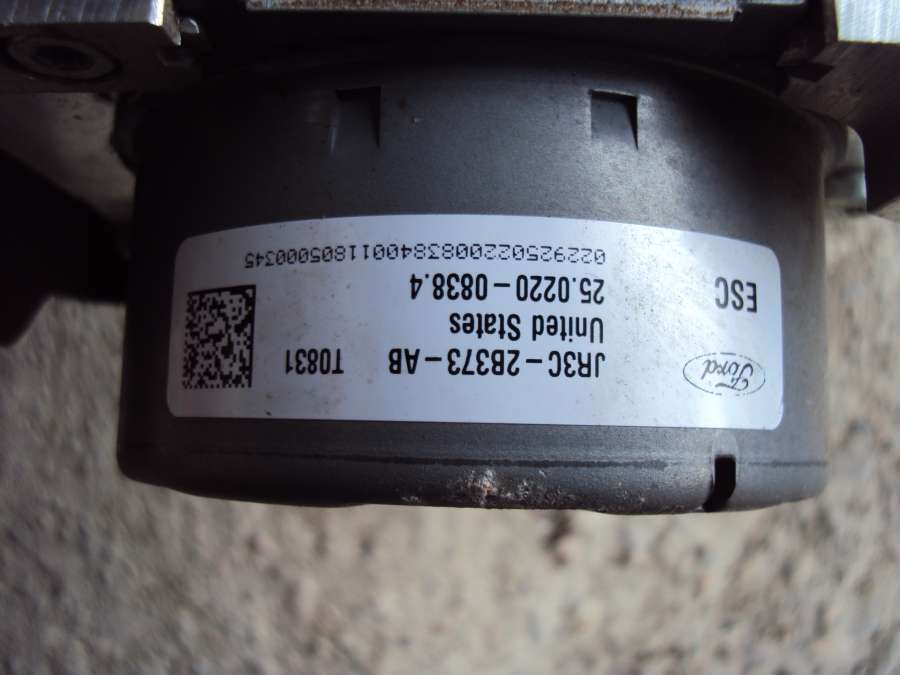 Ford
JR3C-2B373-AB T0831
United States
25.0220-0838.4
ESC
0229250220083840011805000345